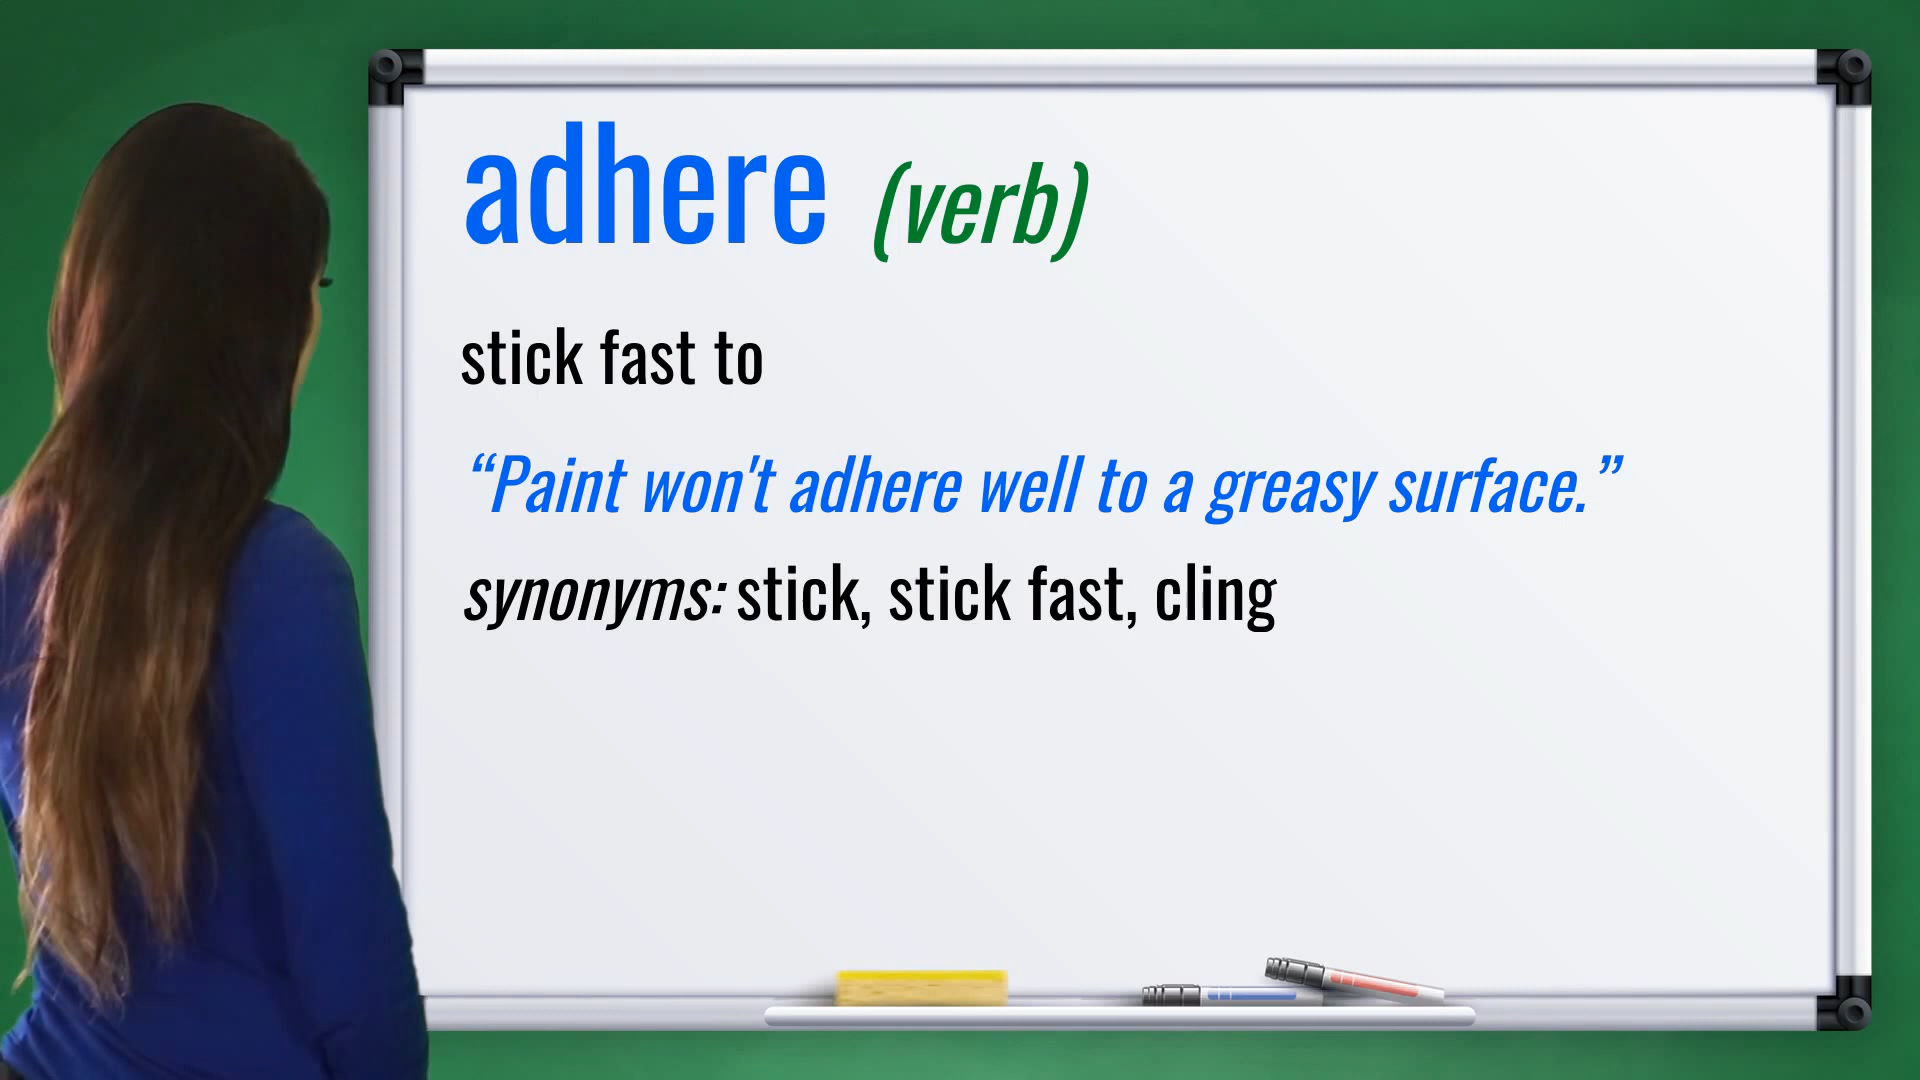 adhere (verb)
stick fast to
“Paint won't adhere well to a greasy surface.”
synonyms: stick, stick fast, cling